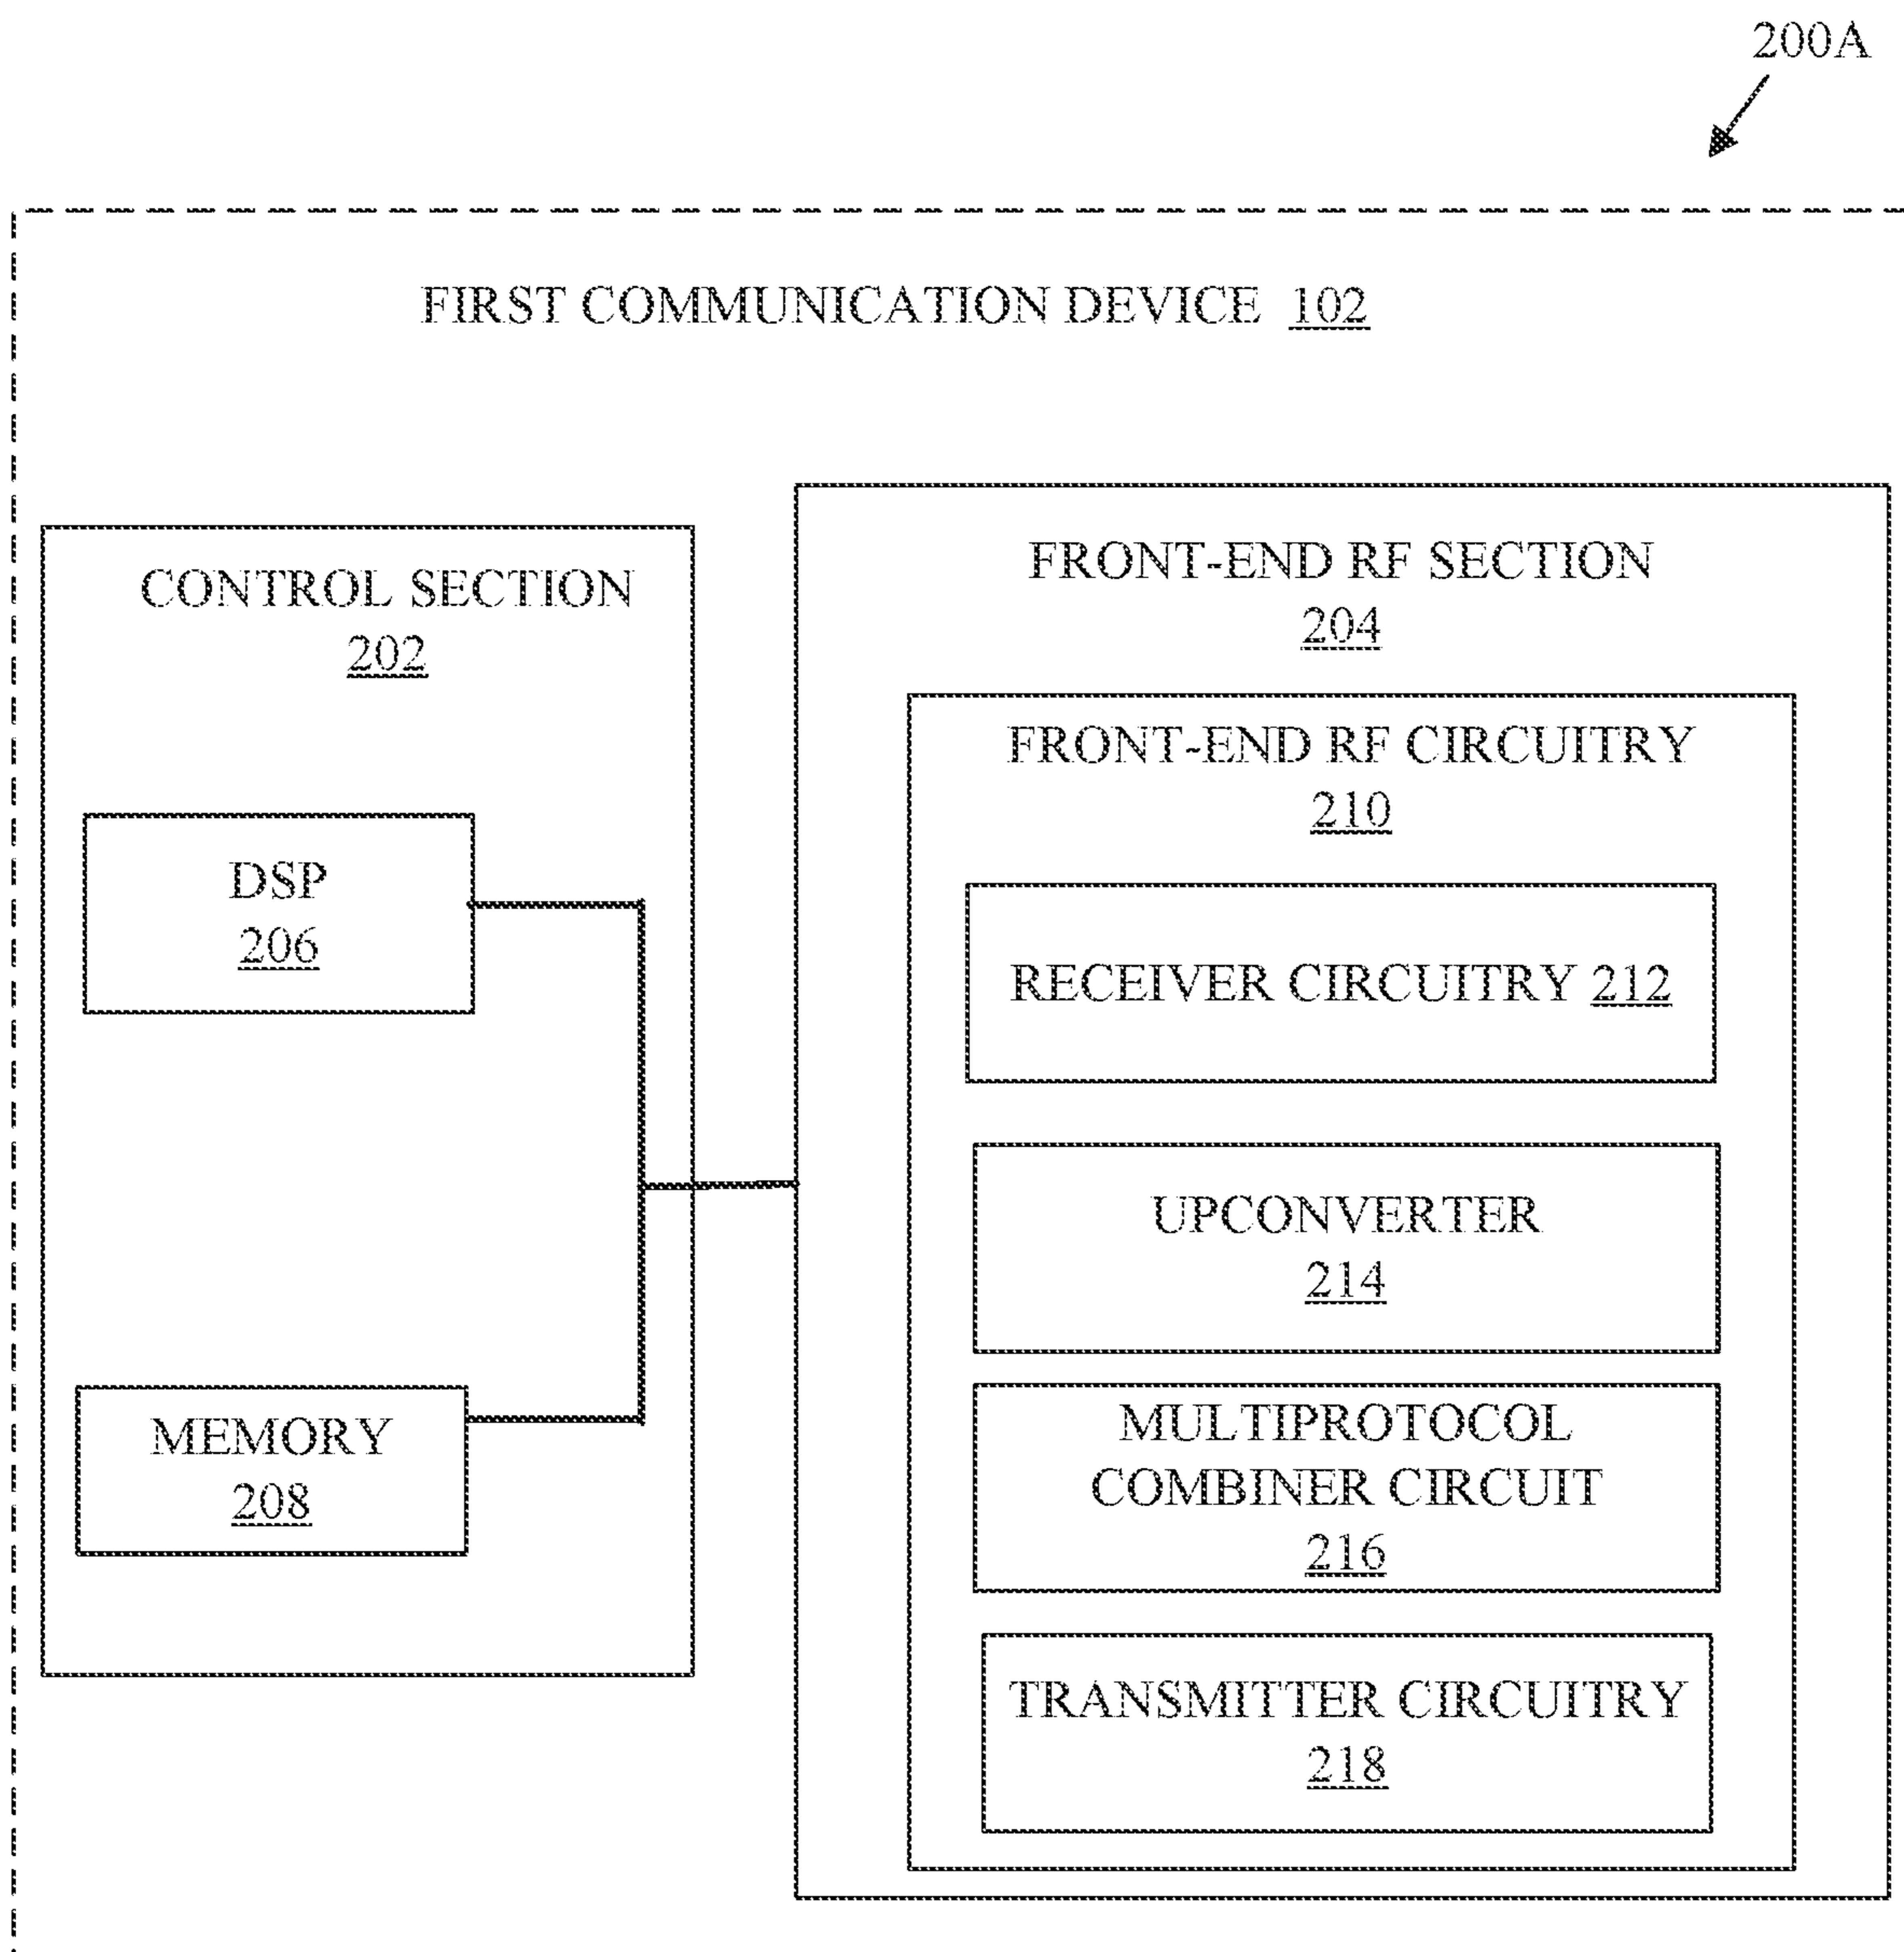 200A
FIRST COMMUNICATION DEVICE 102
CONTROL SECTION
202
DSP
206
MEMORY
208
FRONT-END RF SECTION
204
FRONT-END RF CIRCUITRY
210
RECEIVER CIRCUITRY 212
UPCONVERTER
214
MULTIPROTOCOL
COMBINER CIRCUIT
216
TRANSMITTER CIRCUITRY
218